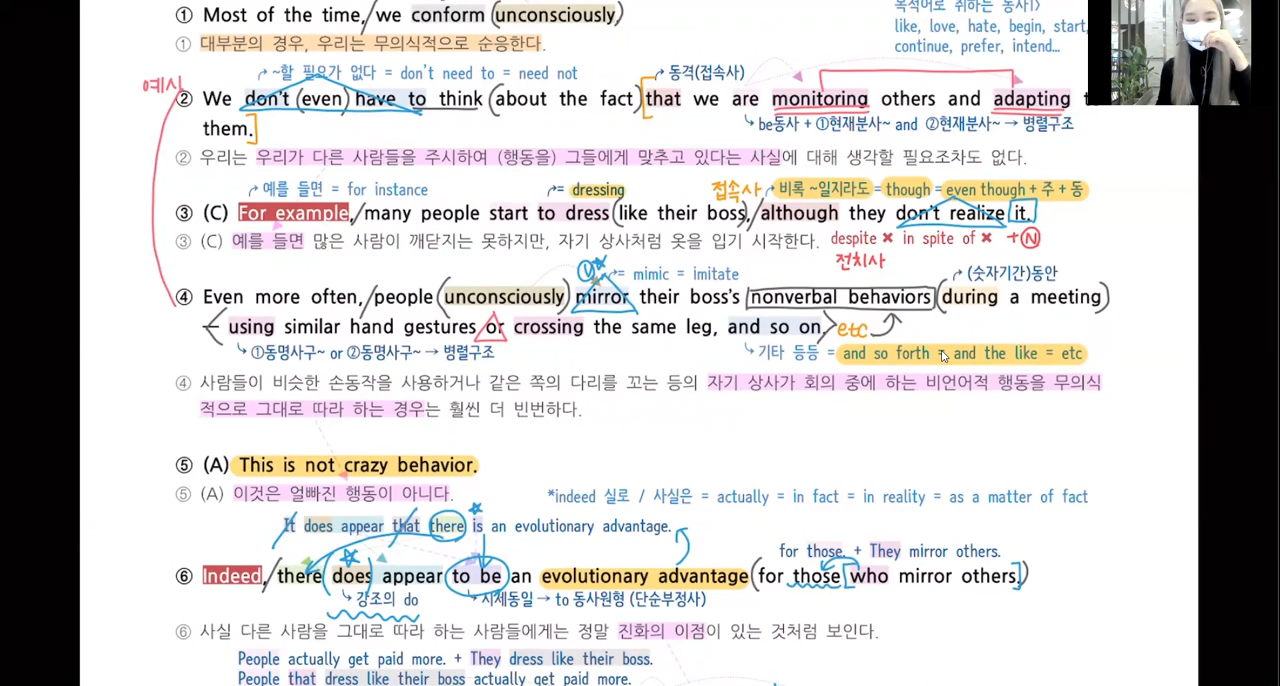 ① Most of the time, we conform (unconsciously)
목적어로 취하는 동사1>
like, love, hate, begin, start,
continue, prefer, intend...
① 대부분의 경우, 우리는 무의식적으로 순응한다.
~할 필요가 없다 = don't need to = need not
동격(접속사)
예시
② We don't (even) have to think (about the fact) [that we are monitoring others and adapting
them.]
be동사 + ①현재분사~ and ②현재분사~ → 병렬구조
② 우리는 우리가 다른 사람들을 주시하여 (행동을) 그들에게 맞추고 있다는 사실에 대해 생각할 필요조차도 없다.
예를 들면 = for instance
= dressing
접속사 비록 ~일지라도 = though = even though + 주 + 동
③ (C) For example, / many people start to dress (like their boss), / although they don't realize it.
③ (C) 예를 들면 많은 사람이 깨닫지는 못하지만, 자기 상사처럼 옷을 입기 시작한다.
despite × in spite of × + N
전치사
= mimic = imitate
(숫자기간)동안
④ Even more often, / people (unconsciously) mirror their boss's nonverbal behaviors (during a meeting)
using similar hand gestures or crossing the same leg, and so on, etc
①동명사구~ or ②동명사구~ → 병렬구조
기타 등등 = and so forth = and the like = etc
④ 사람들이 비슷한 손동작을 사용하거나 같은 쪽의 다리를 꼬는 등의 자기 상사가 회의 중에 하는 비언어적 행동을 무의식
적으로 그대로 따라 하는 경우는 훨씬 더 빈번하다.
⑤ (A) This is not crazy behavior.
⑤ (A) 이것은 얼빠진 행동이 아니다.
*indeed 실로 / 사실은 = actually = in fact = in reality = as a matter of fact
It does appear that there is an evolutionary advantage.
for those. + They mirror others.
⑥ Indeed, / there (does) appear to be an evolutionary advantage (for those [who mirror others.])
강조의 do
시제동일 → to 동사원형 (단순부정사)
⑥ 사실 다른 사람을 그대로 따라 하는 사람들에게는 정말 진화의 이점이 있는 것처럼 보인다.
People actually get paid more. + They dress like their boss.
People that dress like their boss actually get paid more.